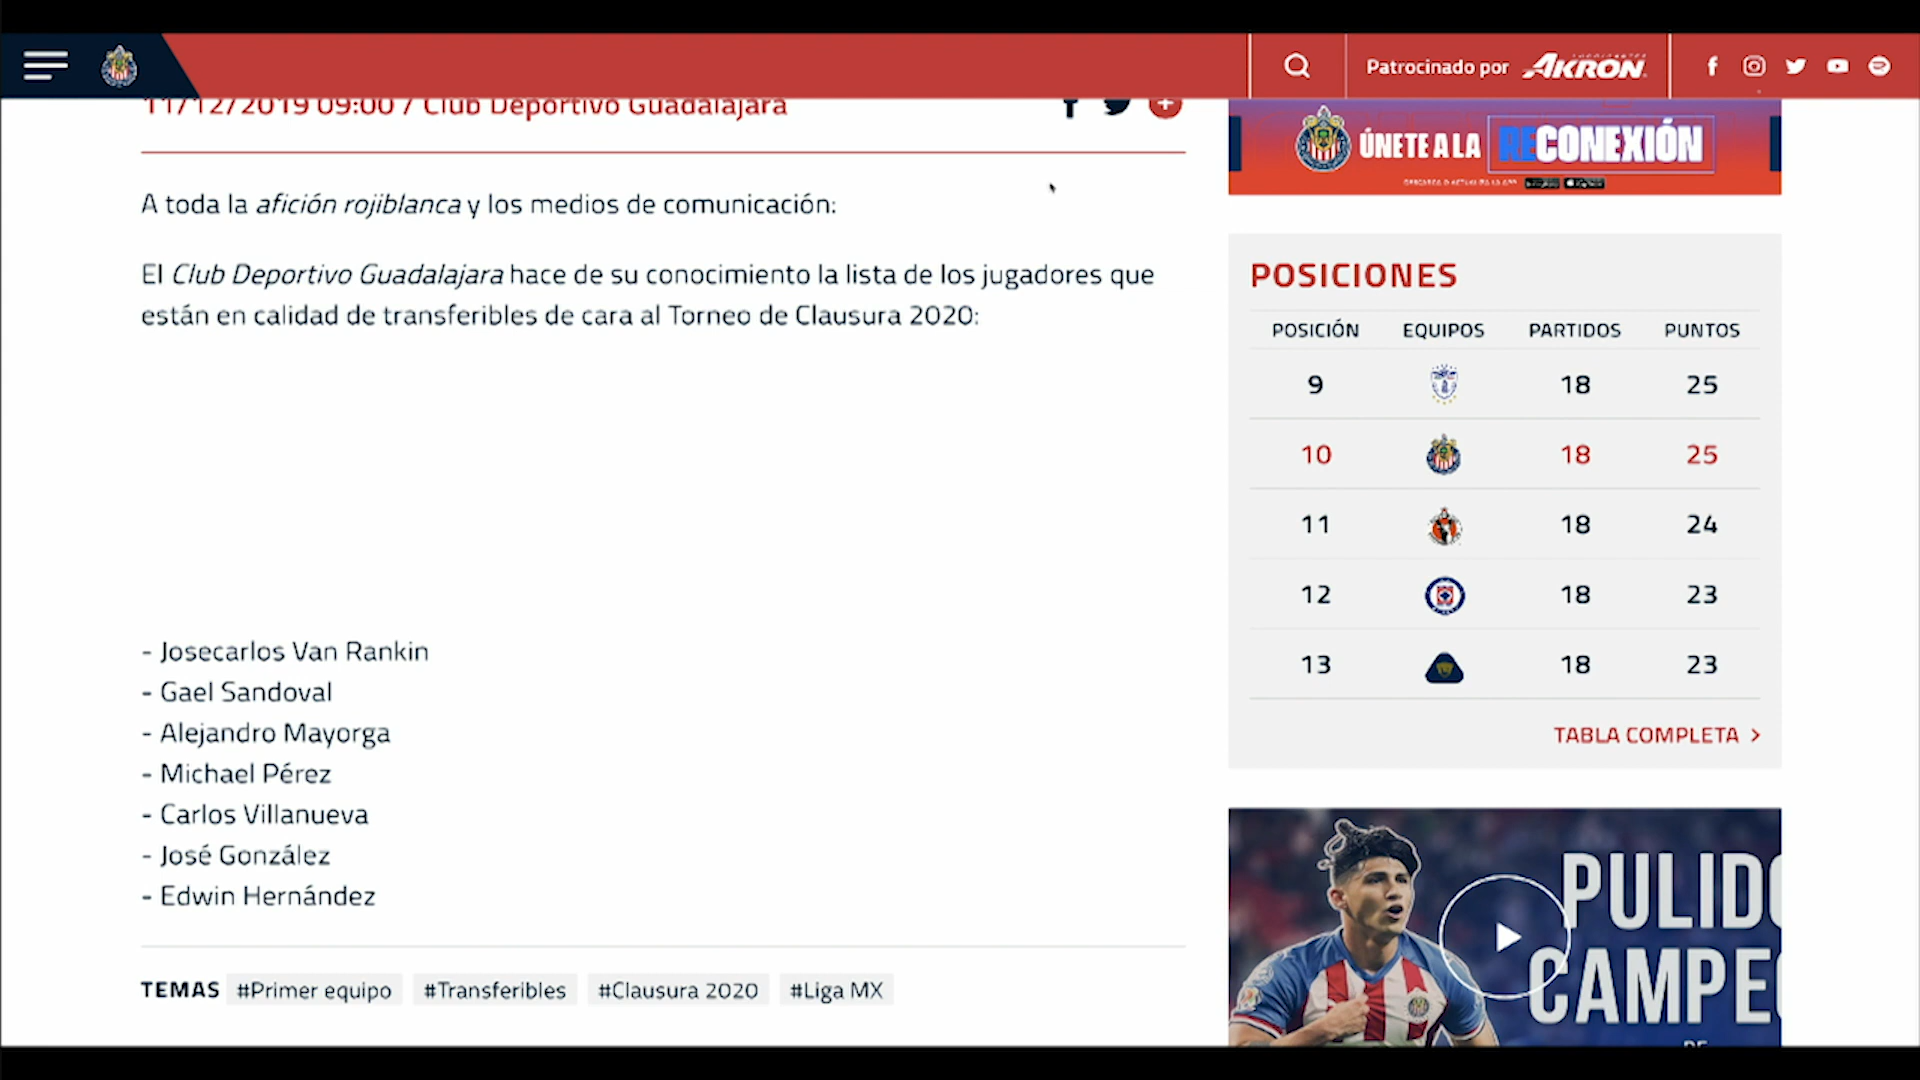 Patrocinado por AKRON
11/12/2019 09:00 / Club Deportivo Guadalajara
A toda la afición rojiblanca y los medios de comunicación:
El Club Deportivo Guadalajara hace de su conocimiento la lista de los jugadores que
están en calidad de transferibles de cara al Torneo de Clausura 2020:
- Josecarlos Van Rankin
- Gael Sandoval
- Alejandro Mayorga
- Michael Pérez
- Carlos Villanueva
- José González
- Edwin Hernández
TEMAS #Primer equipo #Transferibles #Clausura 2020 #Liga MX
ÚNETE A LA RECONEXIÓN
POSICIONES
POSICIÓN EQUIPOS PARTIDOS PUNTOS
9 18 25
10 18 25
11 18 24
12 18 23
13 18 23
TABLA COMPLETA >
PULIDO
CAMPE
DE